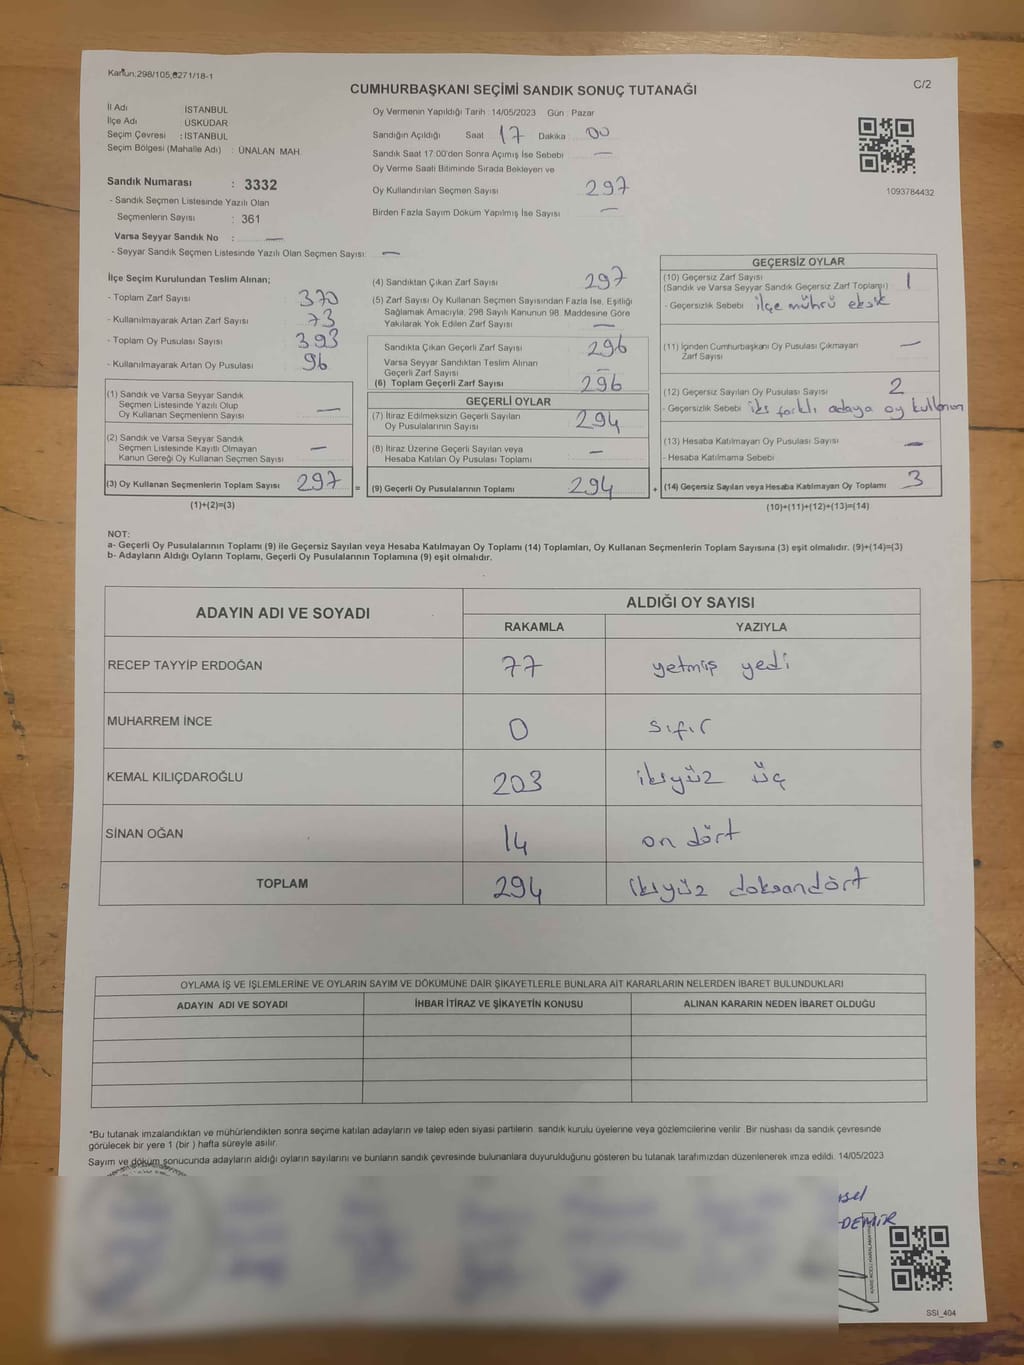 Kanun:298/105,6271/18-1
CUMHURBAŞKANI SEÇİMİ SANDIK SONUÇ TUTANAĞI
C/2
İl Adı : İSTANBUL
İlçe Adı : ÜSKÜDAR
Seçim Çevresi : İSTANBUL
Seçim Bölgesi (Mahalle Adı) : ÜNALAN MAH.
Sandık Numarası : 3332
- Sandık Seçmen Listesinde Yazılı Olan
Seçmenlerin Sayısı : 361
Varsa Seyyar Sandık No : —
- Seyyar Sandık Seçmen Listesinde Yazılı Olan Seçmen Sayısı: —
Oy Vermenin Yapıldığı Tarih : 14/05/2023 Gün : Pazar
Sandığın Açıldığı Saat 17 Dakika 00
Sandık Saat 17:00'den Sonra Açımış İse Sebebi —
Oy Verme Saati Bitiminde Sırada Bekleyen ve
Oy Kullandırılan Seçmen Sayısı 297
Birden Fazla Sayım Döküm Yapılmış İse Sayısı —
1093784432
İlçe Seçim Kurulundan Teslim Alınan;
- Toplam Zarf Sayısı 370
- Kullanılmayarak Artan Zarf Sayısı 73
- Toplam Oy Pusulası Sayısı 393
- Kullanılmayarak Artan Oy Pusulası 96
(1) Sandık ve Varsa Seyyar Sandık
Seçmen Listesinde Yazılı Olup
Oy Kullanan Seçmenlerin Sayısı —
(2) Sandık ve Varsa Seyyar Sandık
Seçmen Listesinde Kayıtlı Olmayan
Kanun Gereği Oy Kullanan Seçmen Sayısı —
(3) Oy Kullanan Seçmenlerin Toplam Sayısı 297 =
(1)+(2)=(3)
(4) Sandıktan Çıkan Zarf Sayısı 297
(5) Zarf Sayısı Oy Kullanan Seçmen Sayısından Fazla İse, Eşitliği
Sağlamak Amacıyla; 298 Sayılı Kanunun 98. Maddesine Göre
Yakılarak Yok Edilen Zarf Sayısı —
Sandıkta Çıkan Geçerli Zarf Sayısı 296
Varsa Seyyar Sandıktan Teslim Alınan
Geçerli Zarf Sayısı —
(6) Toplam Geçerli Zarf Sayısı 296
GEÇERLİ OYLAR
(7) İtiraz Edilmeksizin Geçerli Sayılan
Oy Pusulalarının Sayısı 294
(8) İtiraz Üzerine Geçerli Sayılan veya
Hesaba Katılan Oy Pusulası Toplamı —
(9) Geçerli Oy Pusulalarının Toplamı 294 +
GEÇERSİZ OYLAR
(10) Geçersiz Zarf Sayısı
(Sandık ve Varsa Seyyar Sandık Geçersiz Zarf Toplamı) 1
- Geçersizlik Sebebi ilçe mührü eksik
(11) İçinden Cumhurbaşkanı Oy Pusulası Çıkmayan
Zarf Sayısı —
(12) Geçersiz Sayılan Oy Pusulası Sayısı 2
- Geçersizlik Sebebi iki farklı adaya oy kullanım
(13) Hesaba Katılmayan Oy Pusulası Sayısı —
- Hesaba Katılmama Sebebi
(14) Geçersiz Sayılan veya Hesaba Katılmayan Oy Toplamı 3
(10)+(11)+(12)+(13)=(14)
NOT:
a- Geçerli Oy Pusulalarının Toplamı (9) ile Geçersiz Sayılan veya Hesaba Katılmayan Oy Toplamı (14) Toplamları, Oy Kullanan Seçmenlerin Toplam Sayısına (3) eşit olmalıdır. (9)+(14)=(3)
b- Adayların Aldığı Oyların Toplamı, Geçerli Oy Pusulalarının Toplamına (9) eşit olmalıdır.
ADAYIN ADI VE SOYADI ALDIĞI OY SAYISI
RAKAMLA YAZIYLA
RECEP TAYYİP ERDOĞAN 77 yetmiş yedi
MUHARREM İNCE 0 sıfır
KEMAL KILIÇDAROĞLU 203 ikiyüz üç
SİNAN OĞAN 14 on dört
TOPLAM 294 ikiyüz doksandört
OYLAMA İŞ VE İŞLEMLERİNE VE OYLARIN SAYIM VE DÖKÜMÜNE DAİR ŞİKAYETLERLE BUNLARA AİT KARARLARIN NELERDEN İBARET BULUNDUKLARI
ADAYIN ADI VE SOYADI İHBAR İTİRAZ VE ŞİKAYETİN KONUSU ALINAN KARARIN NEDEN İBARET OLDUĞU
*Bu tutanak imzalandıktan ve mühürlendikten sonra seçime katılan adayların ve talep eden siyasi partilerin sandık kurulu üyelerine veya gözlemcilerine verilir. Bir nüshası da sandık çevresinde
görülecek bir yere 1 (bir) hafta süreyle asılır.
Sayım ve döküm sonucunda adayların aldığı oyların sayılarını ve bunların sandık çevresinde bulunanlara duyurulduğunu gösteren bu tutanak tarafımızdan düzenlenerek imza edildi. 14/05/2023
DEMİR
SSI_404